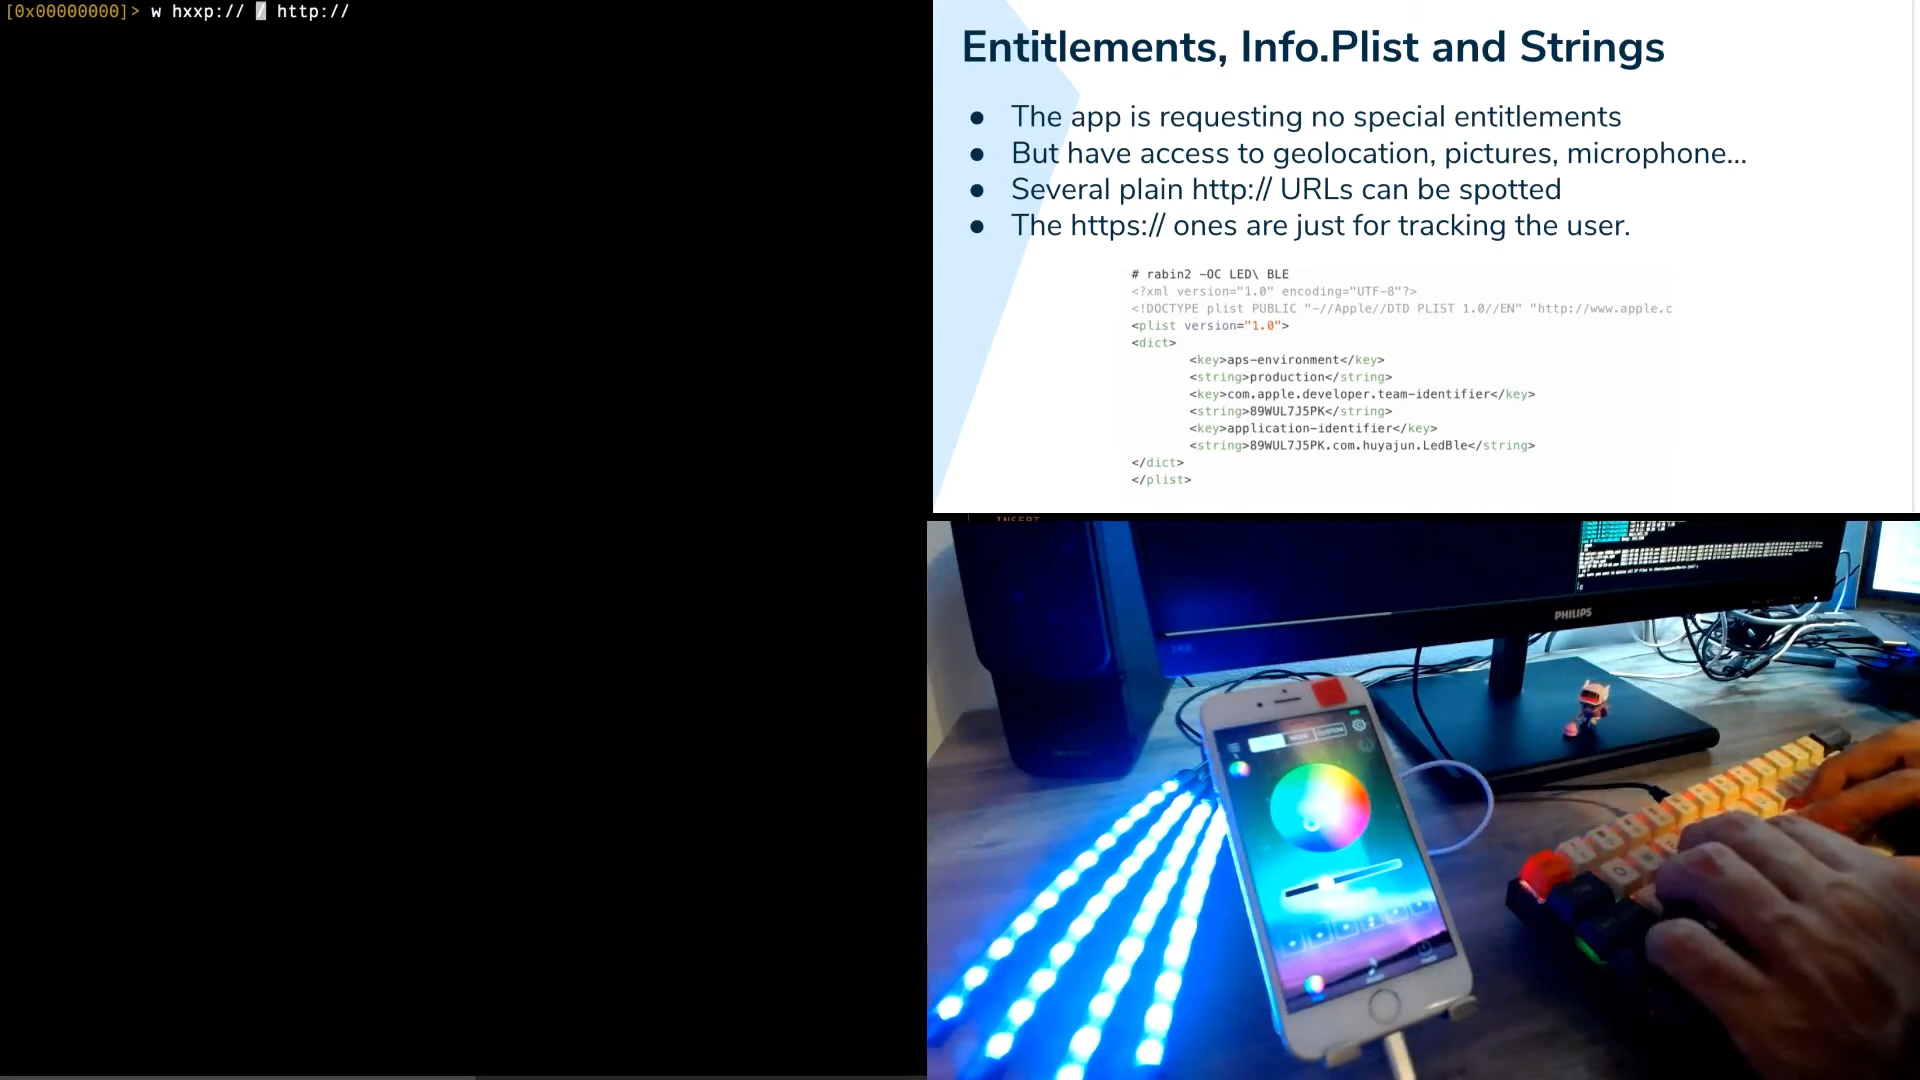 [0x00000000]> w hxxp:// / http://
Entitlements, Info.Plist and Strings
● The app is requesting no special entitlements
● But have access to geolocation, pictures, microphone...
● Several plain http:// URLs can be spotted
● The https:// ones are just for tracking the user.
# rabin2 -OC LED\ BLE
<?xml version="1.0" encoding="UTF-8"?>
<!DOCTYPE plist PUBLIC "-//Apple//DTD PLIST 1.0//EN" "http://www.apple.c
<plist version="1.0">
<dict>
<key>aps-environment</key>
<string>production</string>
<key>com.apple.developer.team-identifier</key>
<string>89WUL7J5PK</string>
<key>application-identifier</key>
<string>89WUL7J5PK.com.huyajun.LedBle</string>
</dict>
</plist>
INSERT
PHILIPS